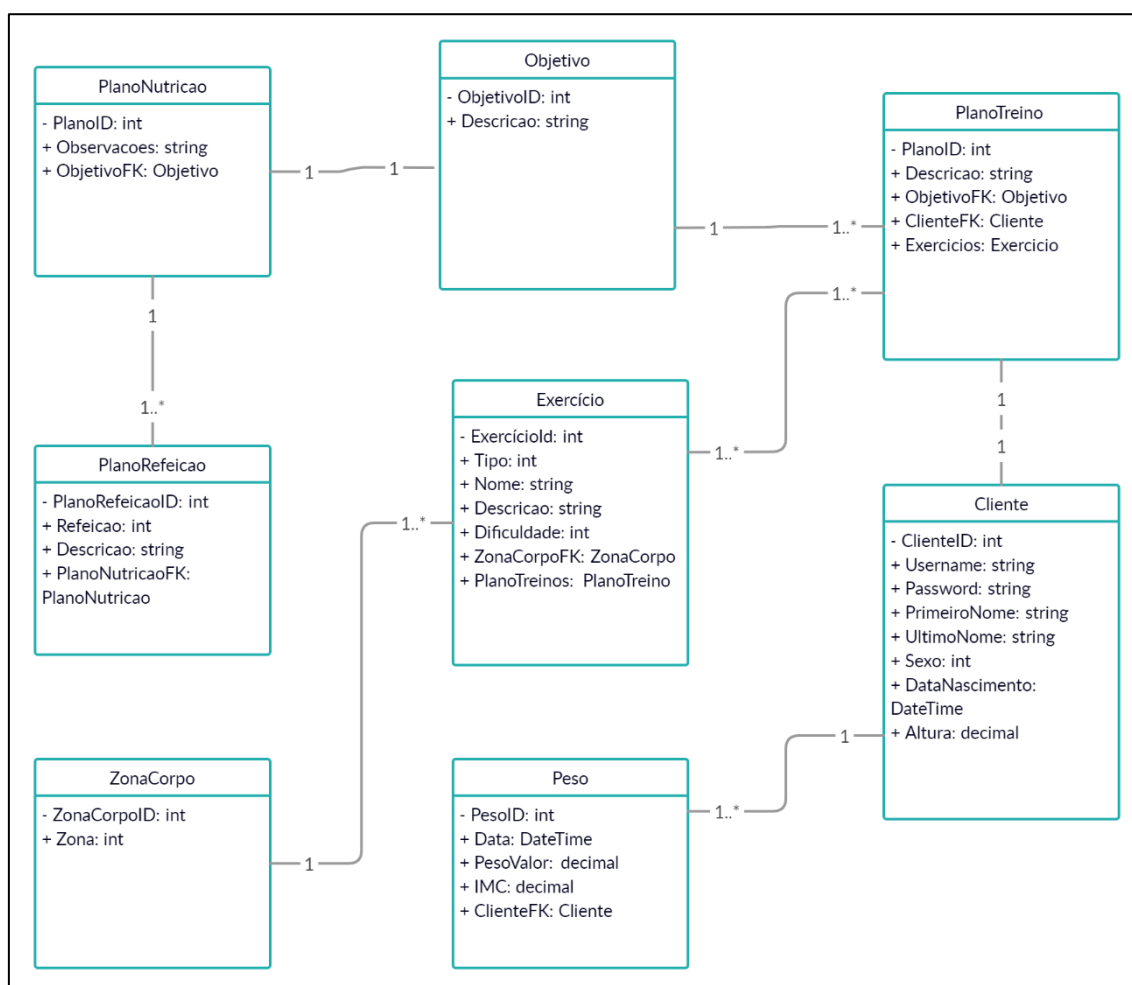 PlanoNutricao
- PlanoID: int
+ Observacoes: string
+ ObjetivoFK: Objetivo
Objetivo
- ObjetivoID: int
+ Descricao: string
PlanoTreino
- PlanoID: int
+ Descricao: string
+ ObjetivoFK: Objetivo
+ ClienteFK: Cliente
+ Exercicios: Exercicio
1
1
1
1..*
1..*
1
1..*
1
1
PlanoRefeicao
- PlanoRefeicaoID: int
+ Refeicao: int
+ Descricao: string
+ PlanoNutricaoFK:
PlanoNutricao
Exercício
- ExercícioId: int
+ Tipo: int
+ Nome: string
+ Descricao: string
+ Dificuldade: int
+ ZonaCorpoFK: ZonaCorpo
+ PlanoTreinos: PlanoTreino
1..*
1..*
Cliente
- ClienteID: int
+ Username: string
+ Password: string
+ PrimeiroNome: string
+ UltimoNome: string
+ Sexo: int
+ DataNascimento:
DateTime
+ Altura: decimal
1
1..*
1
ZonaCorpo
- ZonaCorpoID: int
+ Zona: int
Peso
- PesoID: int
+ Data: DateTime
+ PesoValor: decimal
+ IMC: decimal
+ ClienteFK: Cliente